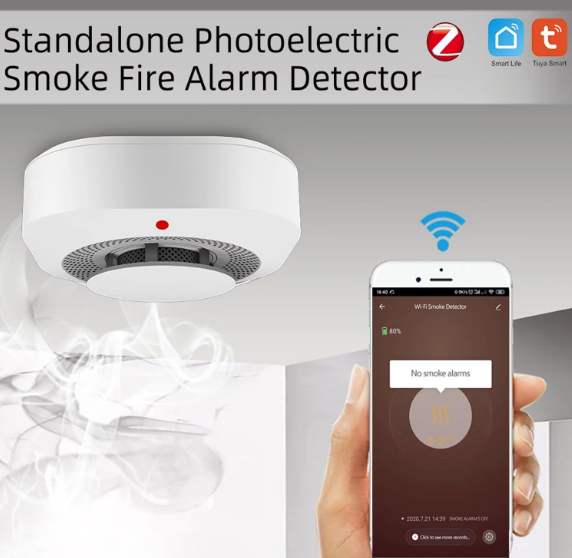 Standalone Photoelectric
Smoke Fire Alarm Detector
Smart Life
Tuya Smart
Wi-Fi Smoke Detector
80%
No smoke alarms
2020.7.21 14:39 SMOKE ALARM'S OFF
Click to see more records..